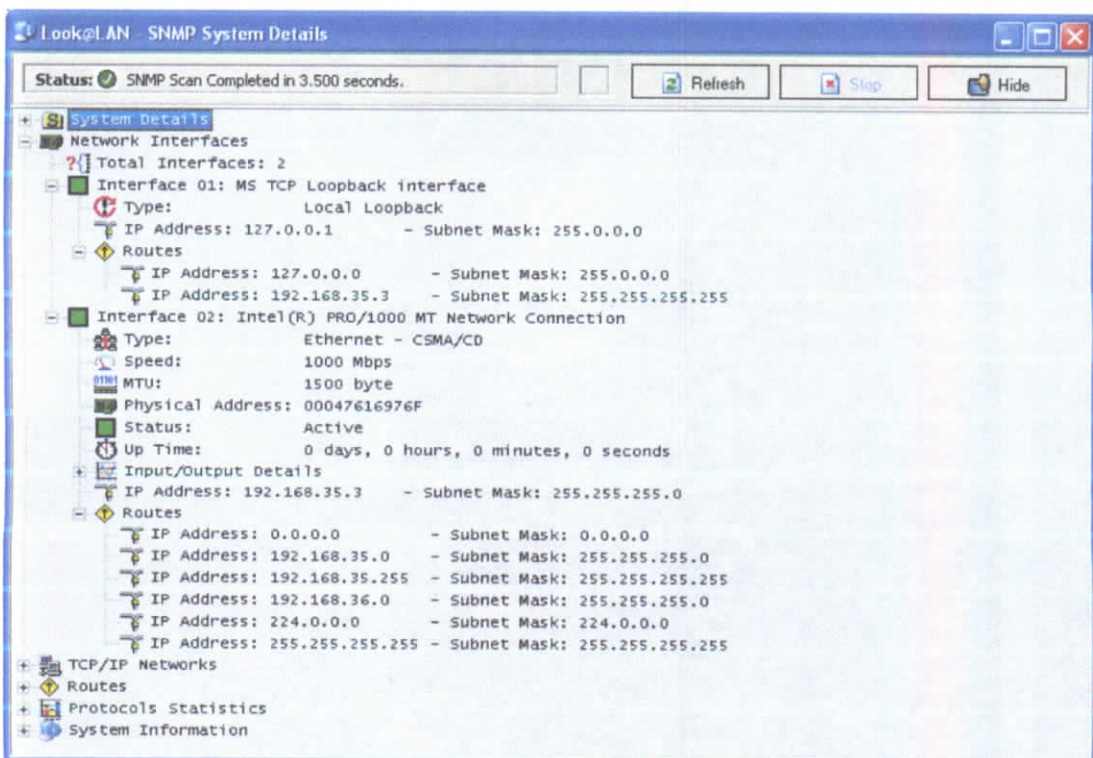 Look@LAN - SNMP System Details
Status: SNMP Scan Completed in 3.500 seconds. Refresh Stop Hide
System Details
Network Interfaces
Total Interfaces: 2
Interface 01: MS TCP Loopback interface
Type: Local Loopback
IP Address: 127.0.0.1 - Subnet Mask: 255.0.0.0
Routes
IP Address: 127.0.0.0 - Subnet Mask: 255.0.0.0
IP Address: 192.168.35.3 - Subnet Mask: 255.255.255.255
Interface 02: Intel(R) PRO/1000 MT Network Connection
Type: Ethernet - CSMA/CD
Speed: 1000 Mbps
MTU: 1500 byte
Physical Address: 00047616976F
Status: Active
Up Time: 0 days, 0 hours, 0 minutes, 0 seconds
Input/Output Details
IP Address: 192.168.35.3 - Subnet Mask: 255.255.255.0
Routes
IP Address: 0.0.0.0 - Subnet Mask: 0.0.0.0
IP Address: 192.168.35.0 - Subnet Mask: 255.255.255.0
IP Address: 192.168.35.255 - Subnet Mask: 255.255.255.255
IP Address: 192.168.36.0 - Subnet Mask: 255.255.255.0
IP Address: 224.0.0.0 - Subnet Mask: 224.0.0.0
IP Address: 255.255.255.255 - Subnet Mask: 255.255.255.255
TCP/IP Networks
Routes
Protocols Statistics
System Information